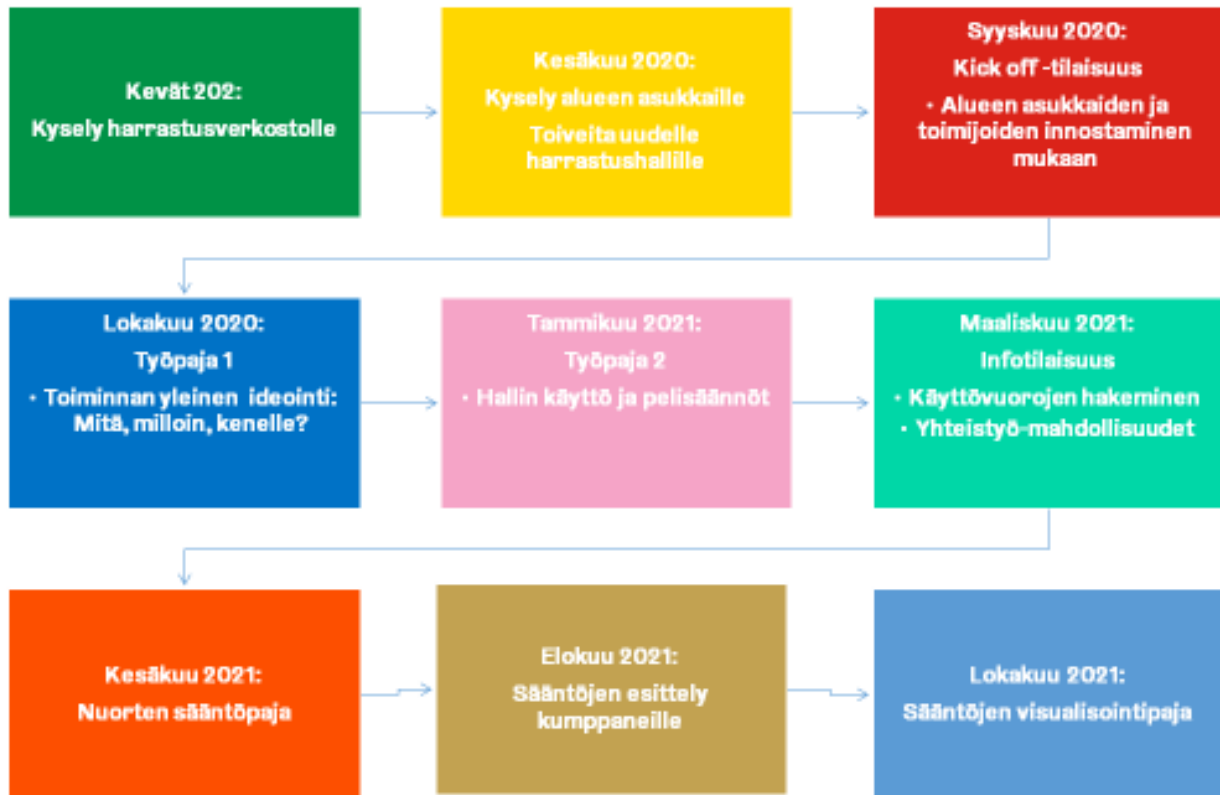 Kevät 202:
Kysely harrastusverkostolle
Kesäkuu 2020:
Kysely alueen asukkaille
Toiveita uudelle
harrastushallille
Syyskuu 2020:
Kick off -tilaisuus
• Alueen asukkaiden ja
toimijoiden innostaminen
mukaan
Lokakuu 2020:
Työpaja 1
• Toiminnan yleinen ideointi:
Mitä, milloin, kenelle?
Tammikuu 2021:
Työpaja 2
• Hallin käyttö ja pelisäännöt
Maaliskuu 2021:
Infotilaisuus
• Käyttövuorojen hakeminen
• Yhteistyö-mahdollisuudet
Kesäkuu 2021:
Nuorten sääntöpaja
Elokuu 2021:
Sääntöjen esittely
kumppaneille
Lokakuu 2021:
Sääntöjen visualisointipaja